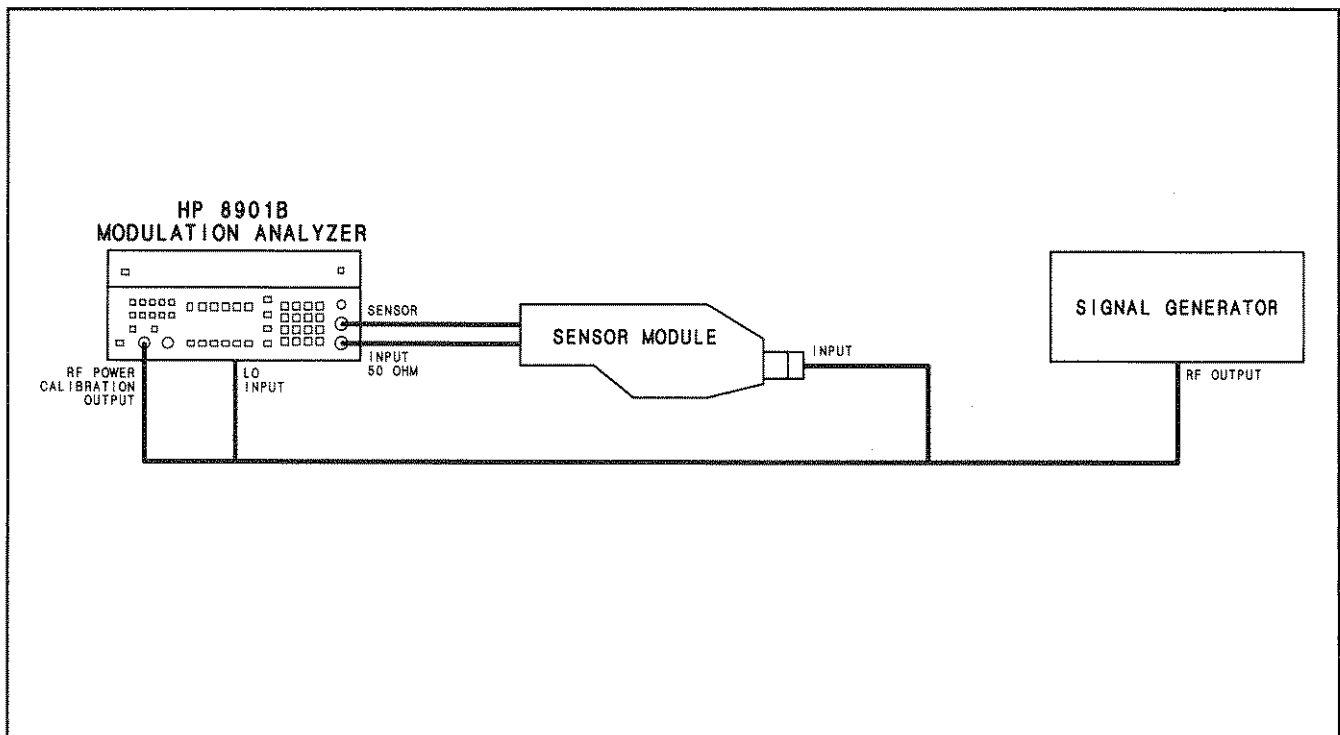 HP 8901B
MODULATION ANALYZER
SENSOR
INPUT
50 OHM
RF POWER
CALIBRATION
OUTPUT
LO
INPUT
SENSOR MODULE
INPUT
SIGNAL GENERATOR
RF OUTPUT